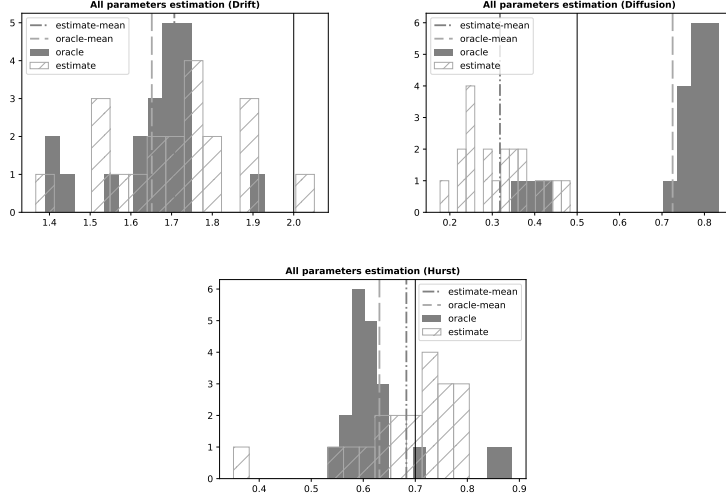 All parameters estimation (Drift)
estimate-mean
oracle-mean
oracle
estimate
5
4
3
2
1
0
1.4 1.5 1.6 1.7 1.8 1.9 2.0
All parameters estimation (Diffusion)
estimate-mean
oracle-mean
oracle
estimate
6
5
4
3
2
1
0
0.2 0.3 0.4 0.5 0.6 0.7 0.8
All parameters estimation (Hurst)
estimate-mean
oracle-mean
oracle
estimate
6
5
4
3
2
1
0
0.4 0.5 0.6 0.7 0.8 0.9